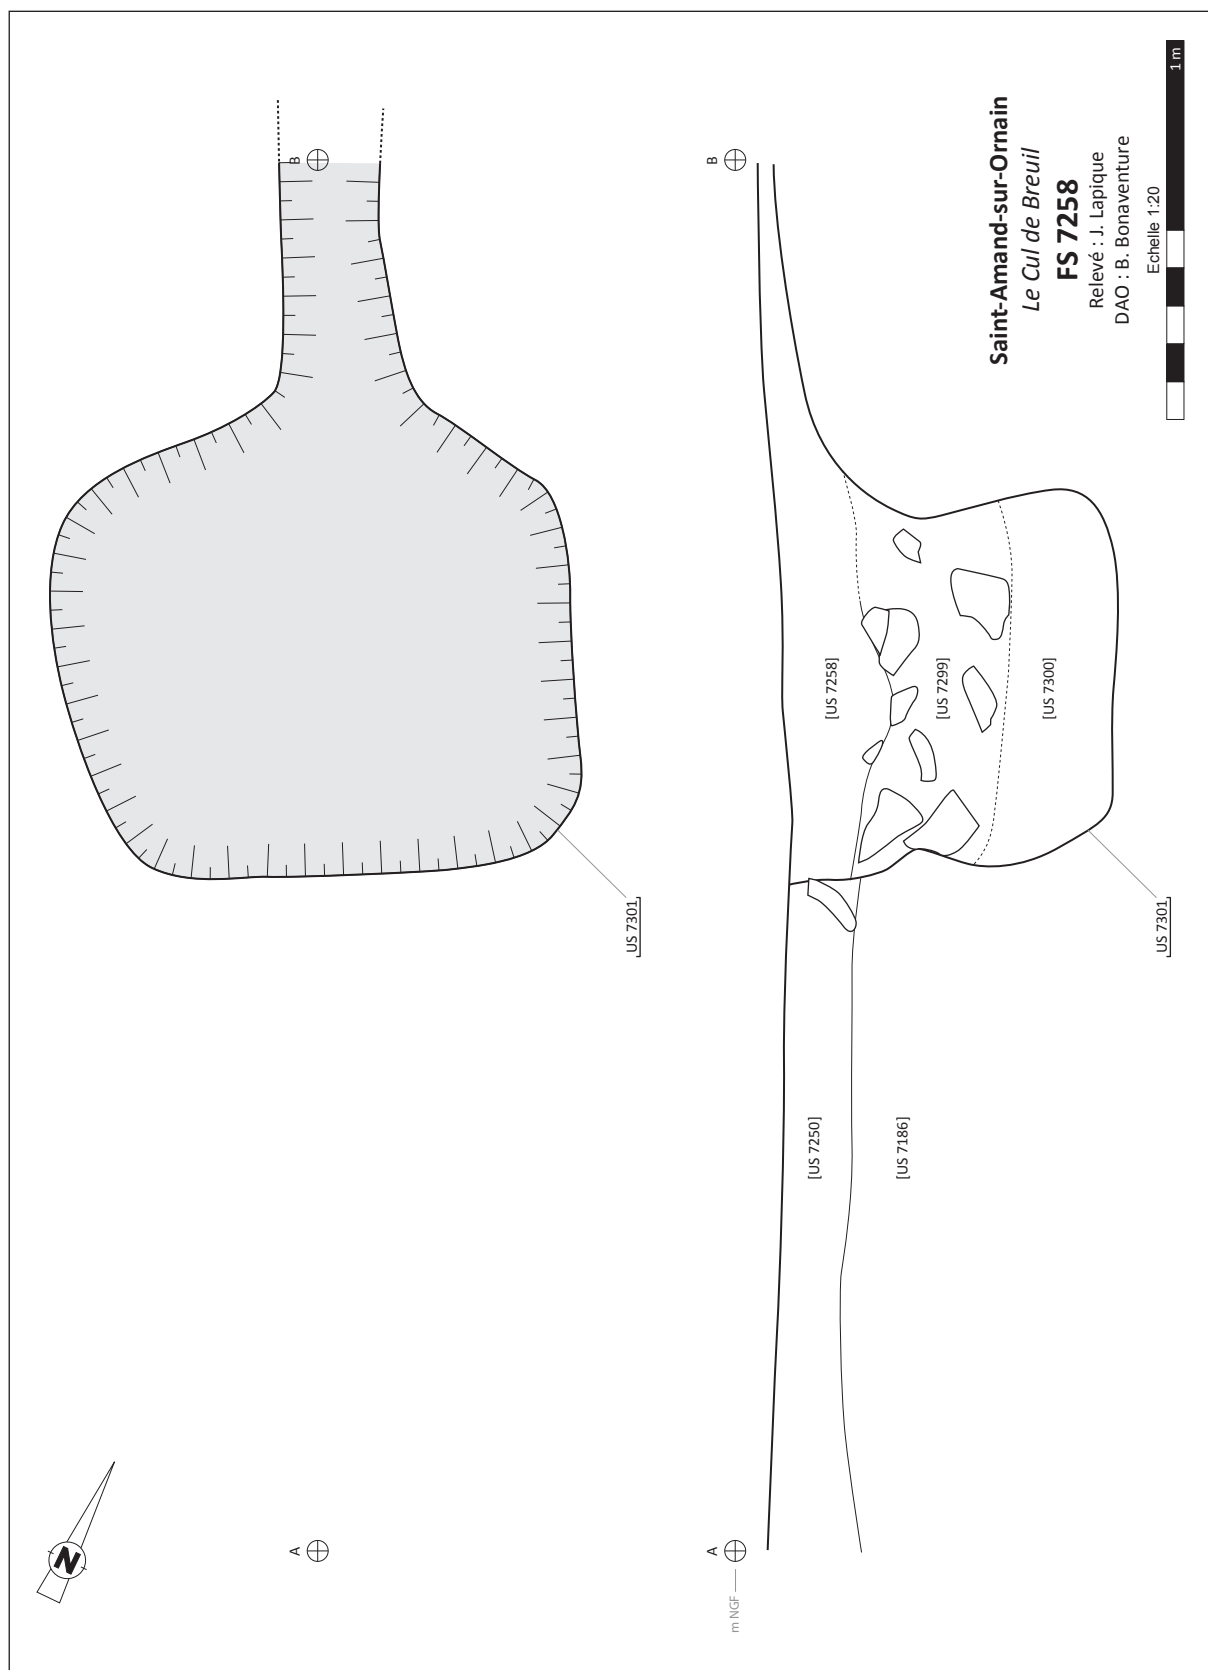 N
A
B
US 7301
m NGF
A
B
[US 7250]
[US 7186]
[US 7258]
[US 7299]
[US 7300]
US 7301
Saint-Amand-sur-Ornain
Le Cul de Breuil
FS 7258
Relevé : J. Lapique
DAO : B. Bonaventure
Echelle 1:20
1 m